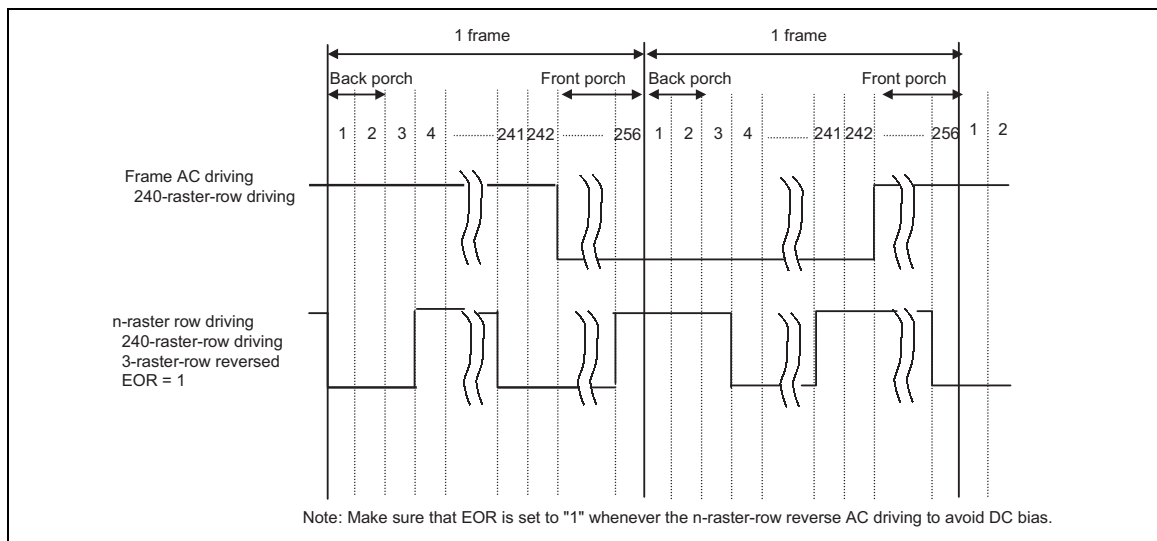 1 frame 1 frame
Back porch Front porch Back porch Front porch
1 2 3 4 .......... 241 242 ............. 256 1 2 3 4 ............ 241 242 ............. 256 1 2
Frame AC driving
240-raster-row driving
n-raster row driving
240-raster-row driving
3-raster-row reversed
EOR = 1
Note: Make sure that EOR is set to "1" whenever the n-raster-row reverse AC driving to avoid DC bias.